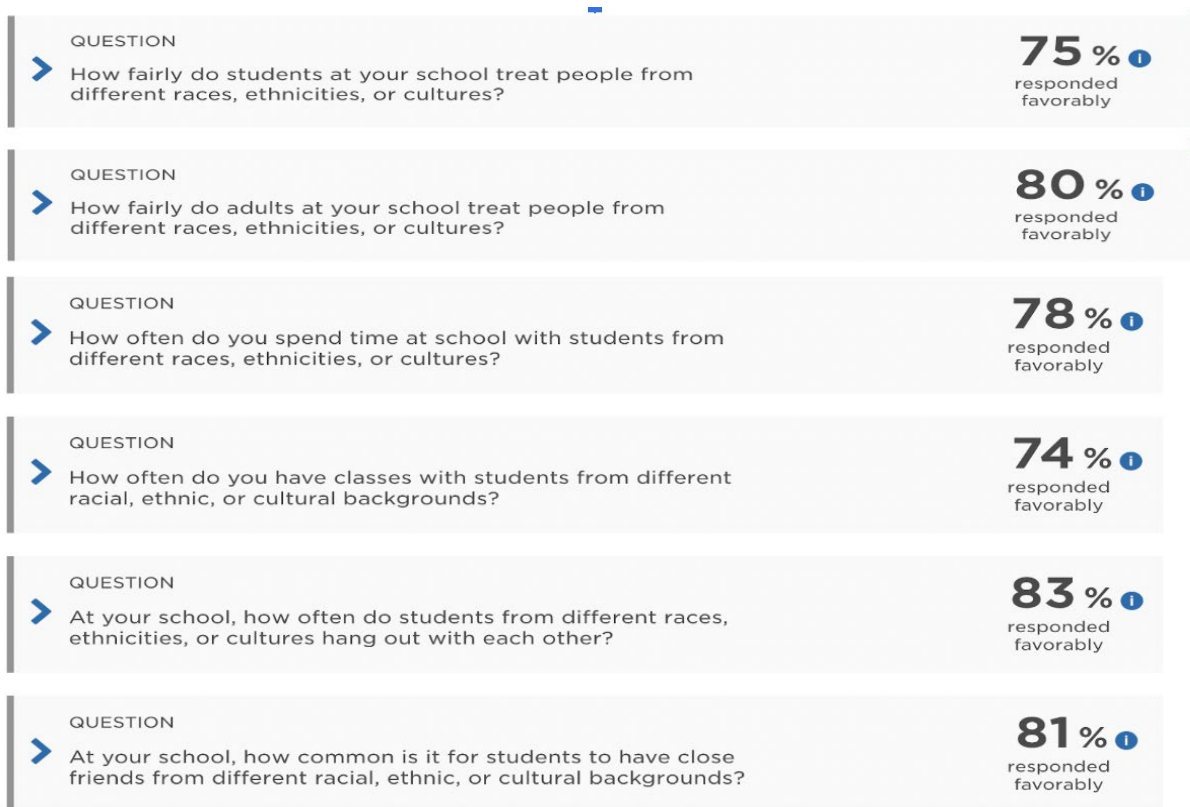 QUESTION
How fairly do students at your school treat people from
different races, ethnicities, or cultures?
75 %
responded
favorably
QUESTION
How fairly do adults at your school treat people from
different races, ethnicities, or cultures?
80 %
responded
favorably
QUESTION
How often do you spend time at school with students from
different races, ethnicities, or cultures?
78 %
responded
favorably
QUESTION
How often do you have classes with students from different
racial, ethnic, or cultural backgrounds?
74 %
responded
favorably
QUESTION
At your school, how often do students from different races,
ethnicities, or cultures hang out with each other?
83 %
responded
favorably
QUESTION
At your school, how common is it for students to have close
friends from different racial, ethnic, or cultural backgrounds?
81 %
responded
favorably